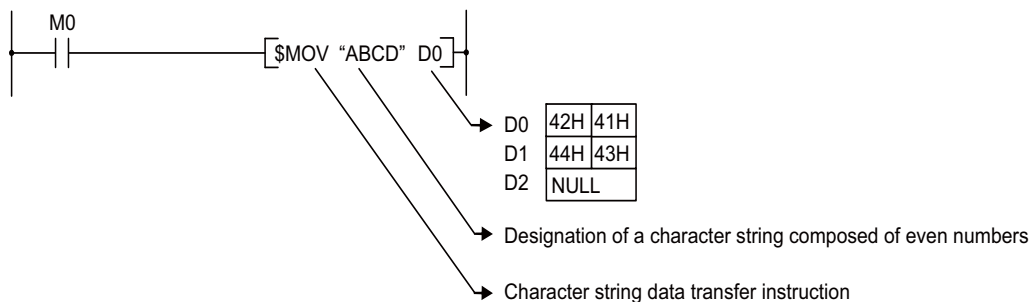 M0
$MOV “ABCD” D0
D0 42H 41H
D1 44H 43H
D2 NULL
Designation of a character string composed of even numbers
Character string data transfer instruction